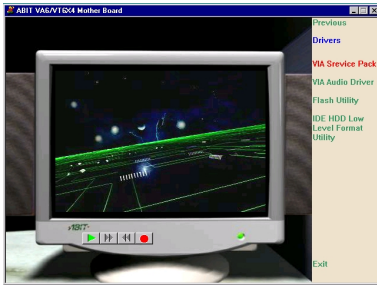 ABIT VA6/VT6X4 Mother Board
Previous
Drivers
VIA Srevice Pack
VIA Audio Driver
Flash Utility
IDE HDD Low
Level Format
Utility
ABIT
Exit